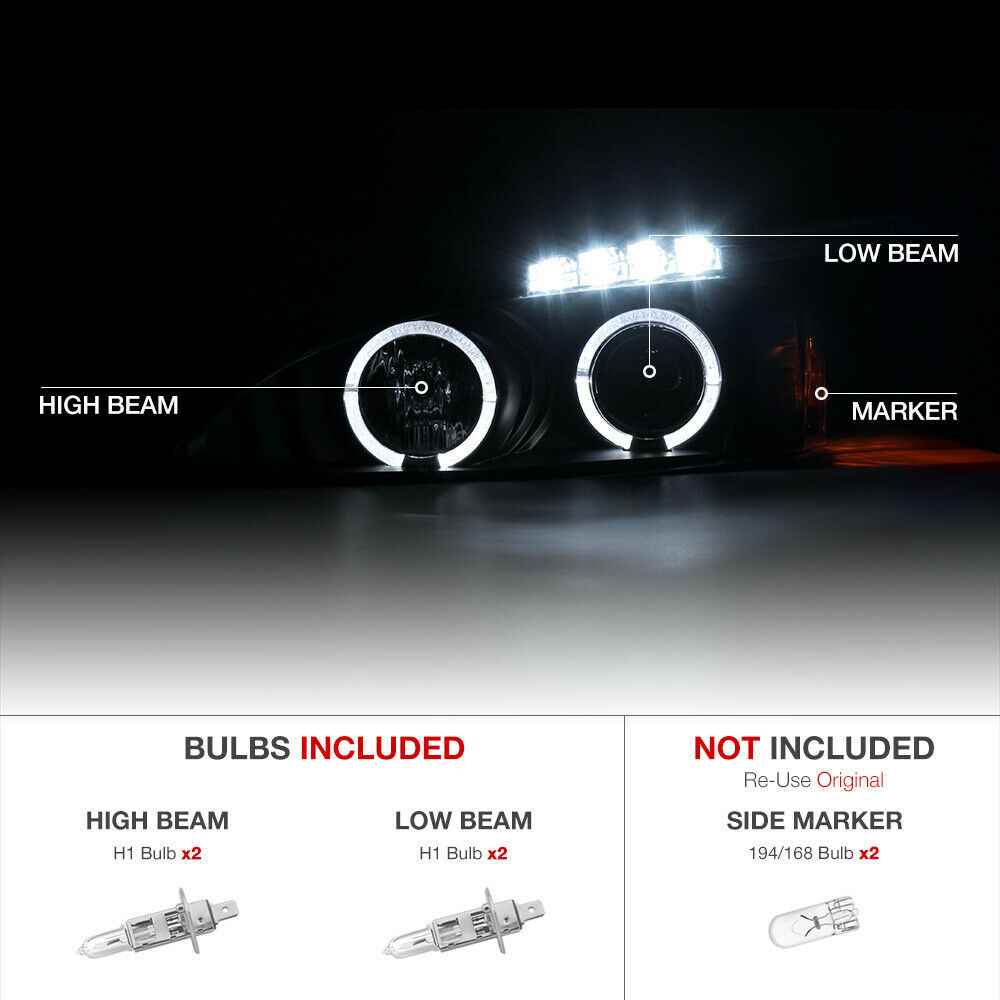 LOW BEAM
HIGH BEAM
MARKER
BULBS INCLUDED
HIGH BEAM
H1 Bulb x2
LOW BEAM
H1 Bulb x2
NOT INCLUDED
Re-Use Original
SIDE MARKER
194/168 Bulb x2